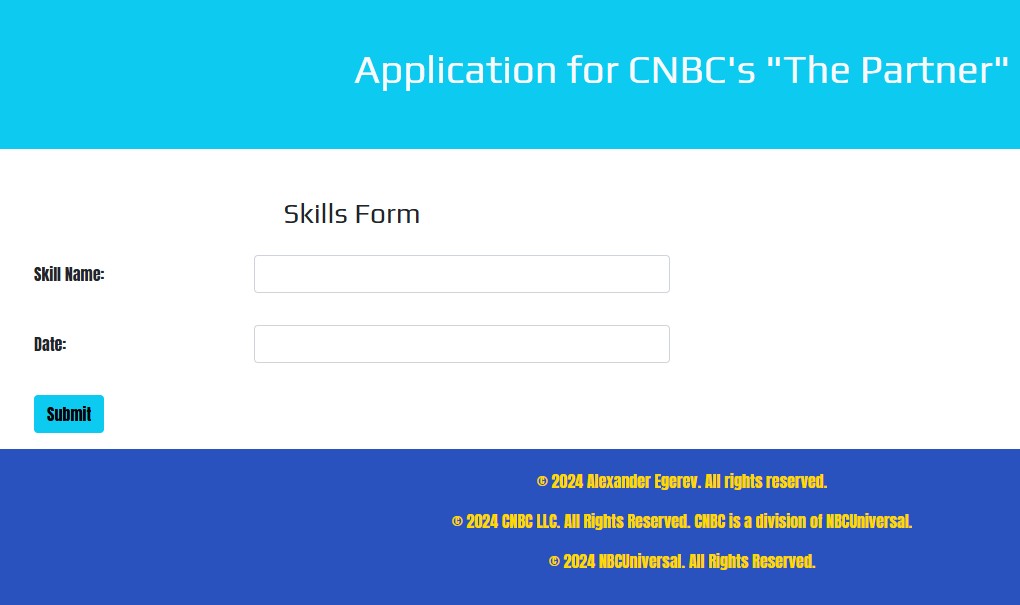 Application for CNBC's "The Partner"
Skills Form
Skill Name:
Date:
Submit
© 2024 Alexander Egerev. All rights reserved.
© 2024 CNBC LLC. All Rights Reserved. CNBC is a division of NBCUniversal.
© 2024 NBCUniversal. All Rights Reserved.